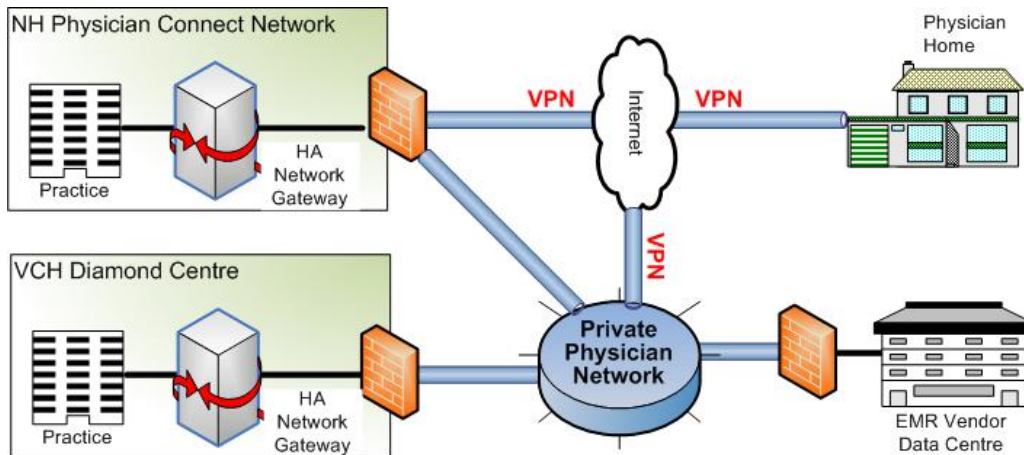 NH Physician Connect Network
Practice
HA
Network
Gateway
VPN
Internet
VPN
Physician
Home
VPN
VCH Diamond Centre
Practice
HA
Network
Gateway
Private
Physician
Network
EMR Vendor
Data Centre